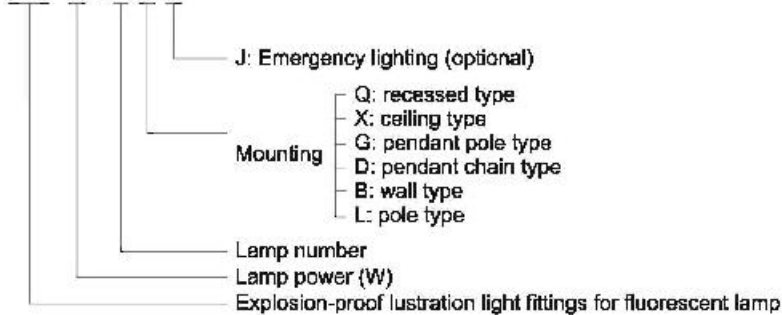 J: Emergency lighting (optional)
Q: recessed type
X: ceiling type
G: pendant pole type
Mounting
D: pendant chain type
B: wall type
L: pole type
Lamp number
Lamp power (W)
Explosion-proof lustration light fittings for fluorescent lamp